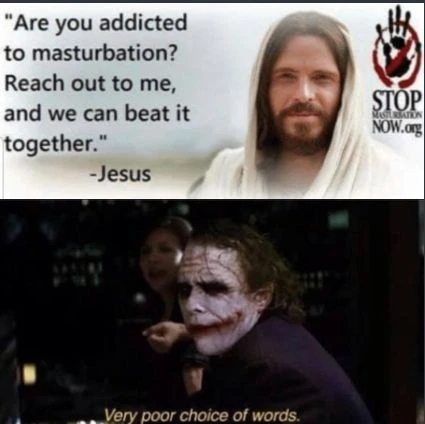 "Are you addicted
to masturbation?
Reach out to me,
and we can beat it
together."
-Jesus
STOP
MASTURBATION
NOW.org
Very poor choice of words.